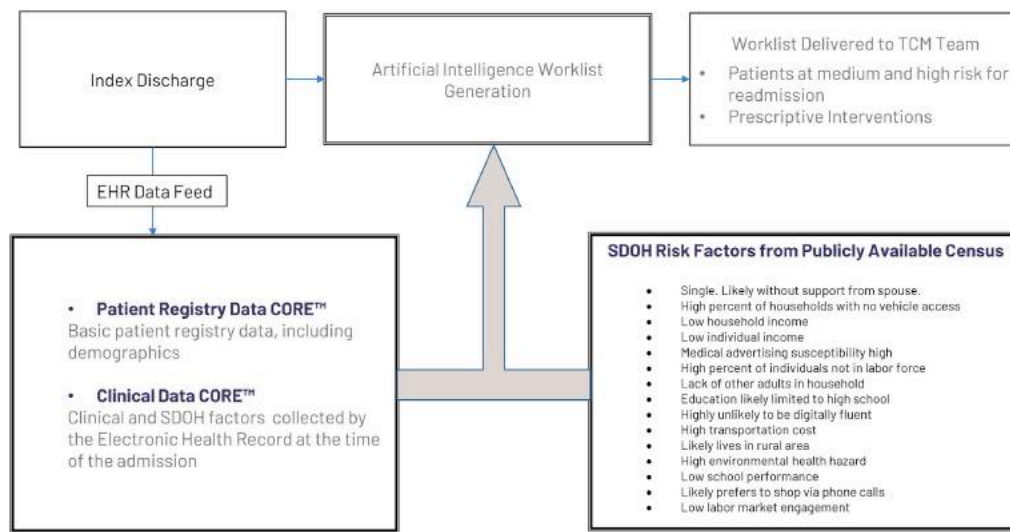 Index Discharge
Artificial Intelligence Worklist
Generation
Worklist Delivered to TCM Team
• Patients at medium and high risk for
readmission
• Prescriptive Interventions
EHR Data Feed
• Patient Registry Data CORE™
Basic patient registry data, including
demographics
• Clinical Data CORE™
Clinical and SDOH factors collected by
the Electronic Health Record at the time
of the admission
SDOH Risk Factors from Publicly Available Census
• Single. Likely without support from spouse.
• High percent of households with no vehicle access
• Low household income
• Low individual income
• Medical advertising susceptibility high
• High percent of individuals not in labor force
• Lack of other adults in household
• Education likely limited to high school
• Highly unlikely to be digitally fluent
• High transportation cost
• Likely lives in rural area
• High environmental health hazard
• Low school performance
• Likely prefers to shop via phone calls
• Low labor market engagement